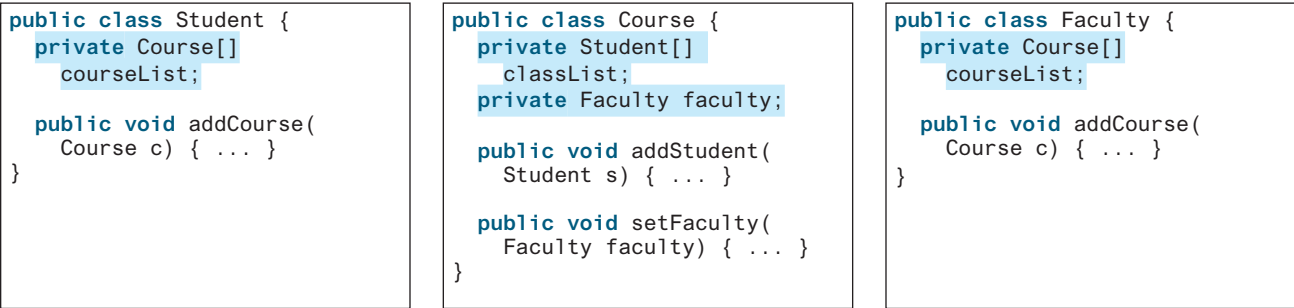 public class Student {
private Course[]
courseList;
public void addCourse(
Course c) { ... }
}
public class Course {
private Student[]
classList;
private Faculty faculty;
public void addStudent(
Student s) { ... }
public void setFaculty(
Faculty faculty) { ... }
}
public class Faculty {
private Course[]
courseList;
public void addCourse(
Course c) { ... }
}